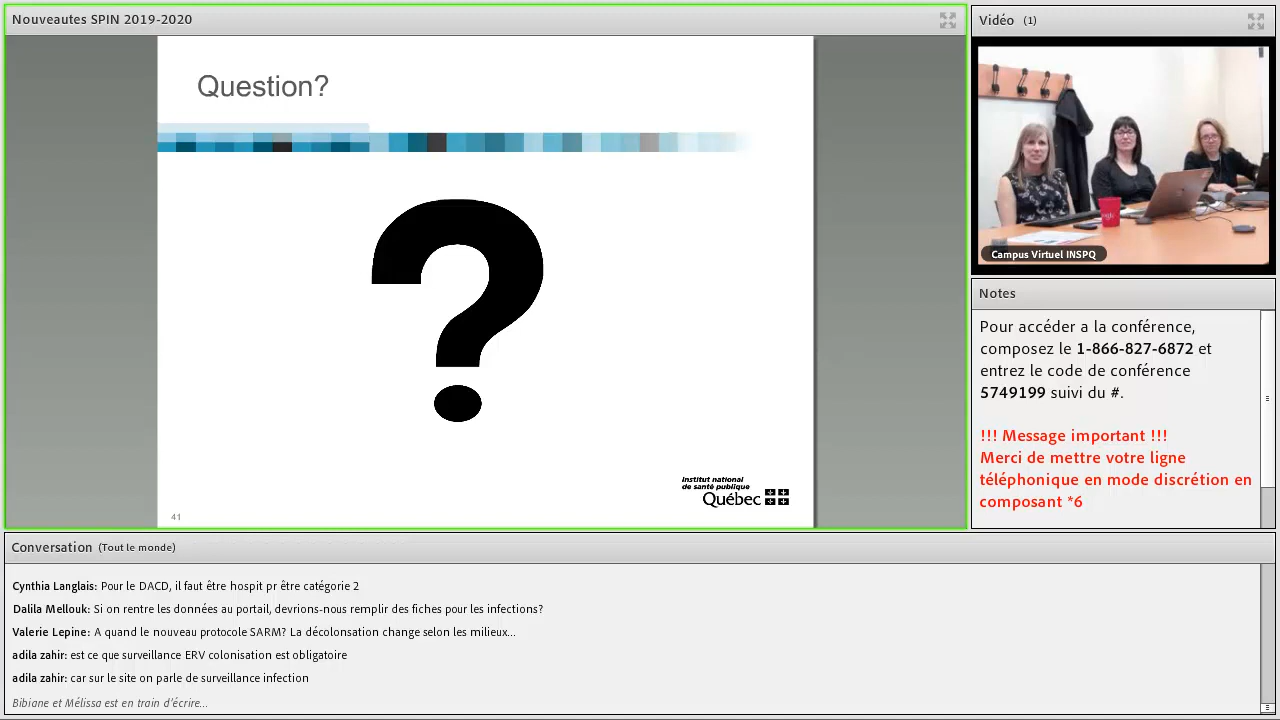 Nouveautes SPIN 2019-2020
Question?
?
Institut national
de santé publique
Québec
41
Vidéo (1)
Campus Virtuel INSPQ
Notes
Pour accéder a la conférence,
composez le 1-866-827-6872 et
entrez le code de conférence
5749199 suivi du #.
!!! Message important !!!
Merci de mettre votre ligne
téléphonique en mode discrétion en
composant *6
Conversation (Tout le monde)
Cynthia Langlais: Pour le DACD, il faut être hospit pr être catégorie 2
Dalila Mellouk: Si on rentre les données au portail, devrions-nous remplir des fiches pour les infections?
Valerie Lepine: A quand le nouveau protocole SARM? La décolonsation change selon les milieux...
adila zahir: est ce que surveillance ERV colonisation est obligatoire
adila zahir: car sur le site on parle de surveillance infection
Bibiane et Mélissa est en train d'écrire...